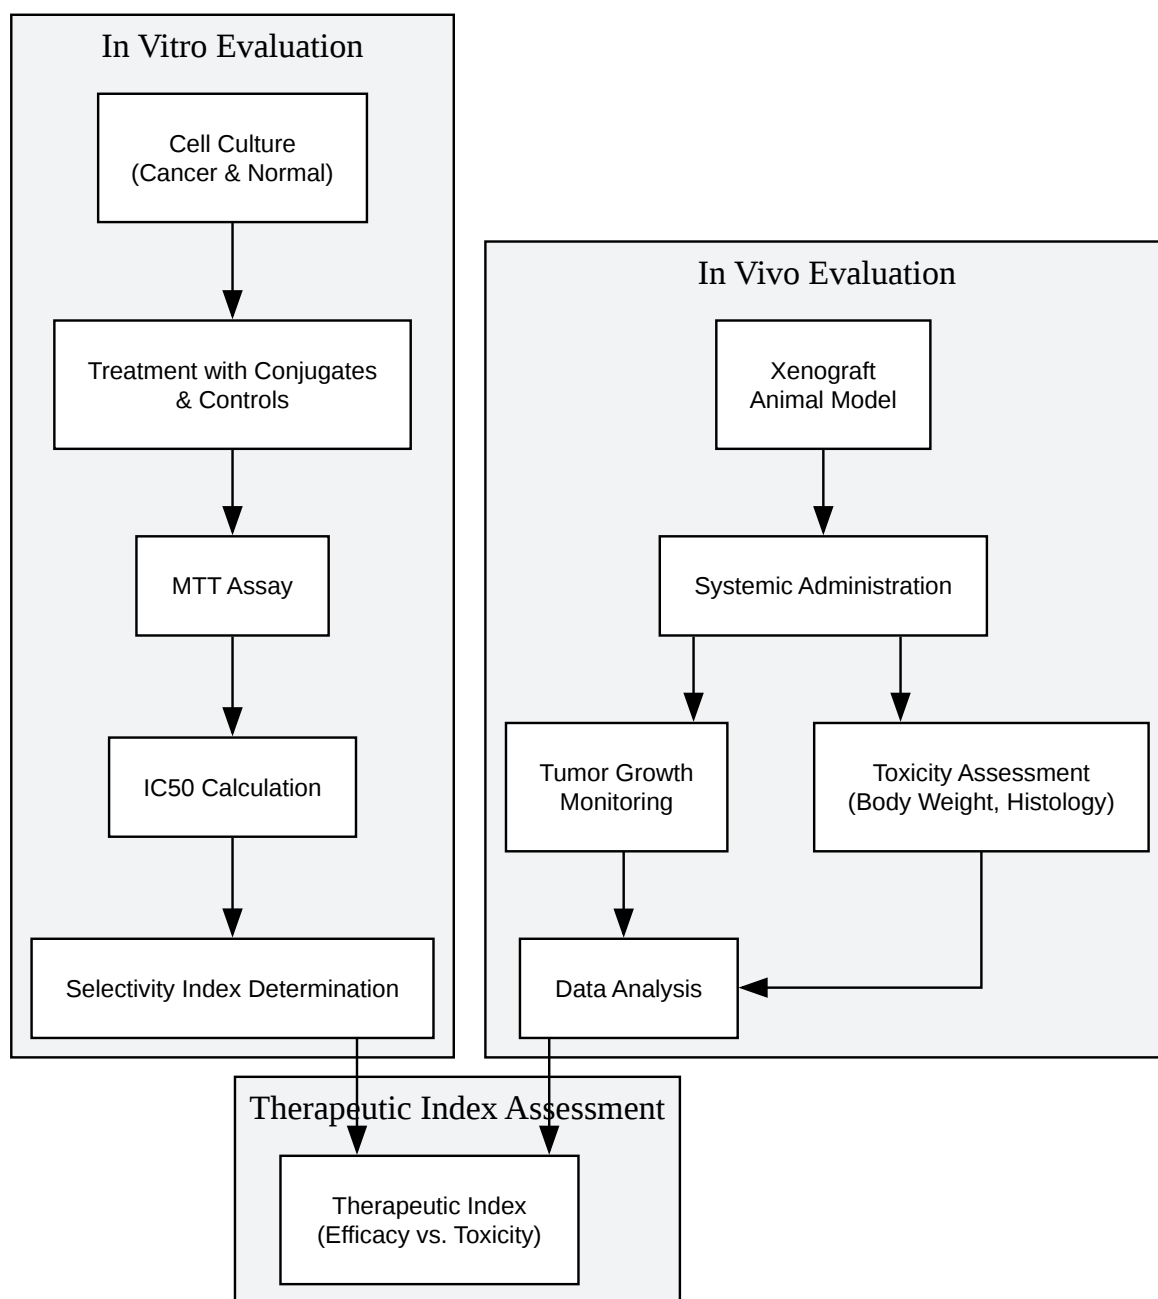 In Vitro Evaluation
Cell Culture
(Cancer & Normal)
Treatment with Conjugates
& Controls
MTT Assay
IC50 Calculation
Selectivity Index Determination
In Vivo Evaluation
Xenograft
Animal Model
Systemic Administration
Tumor Growth
Monitoring
Toxicity Assessment
(Body Weight, Histology)
Data Analysis
Therapeutic Index Assessment
Therapeutic Index
(Efficacy vs. Toxicity)